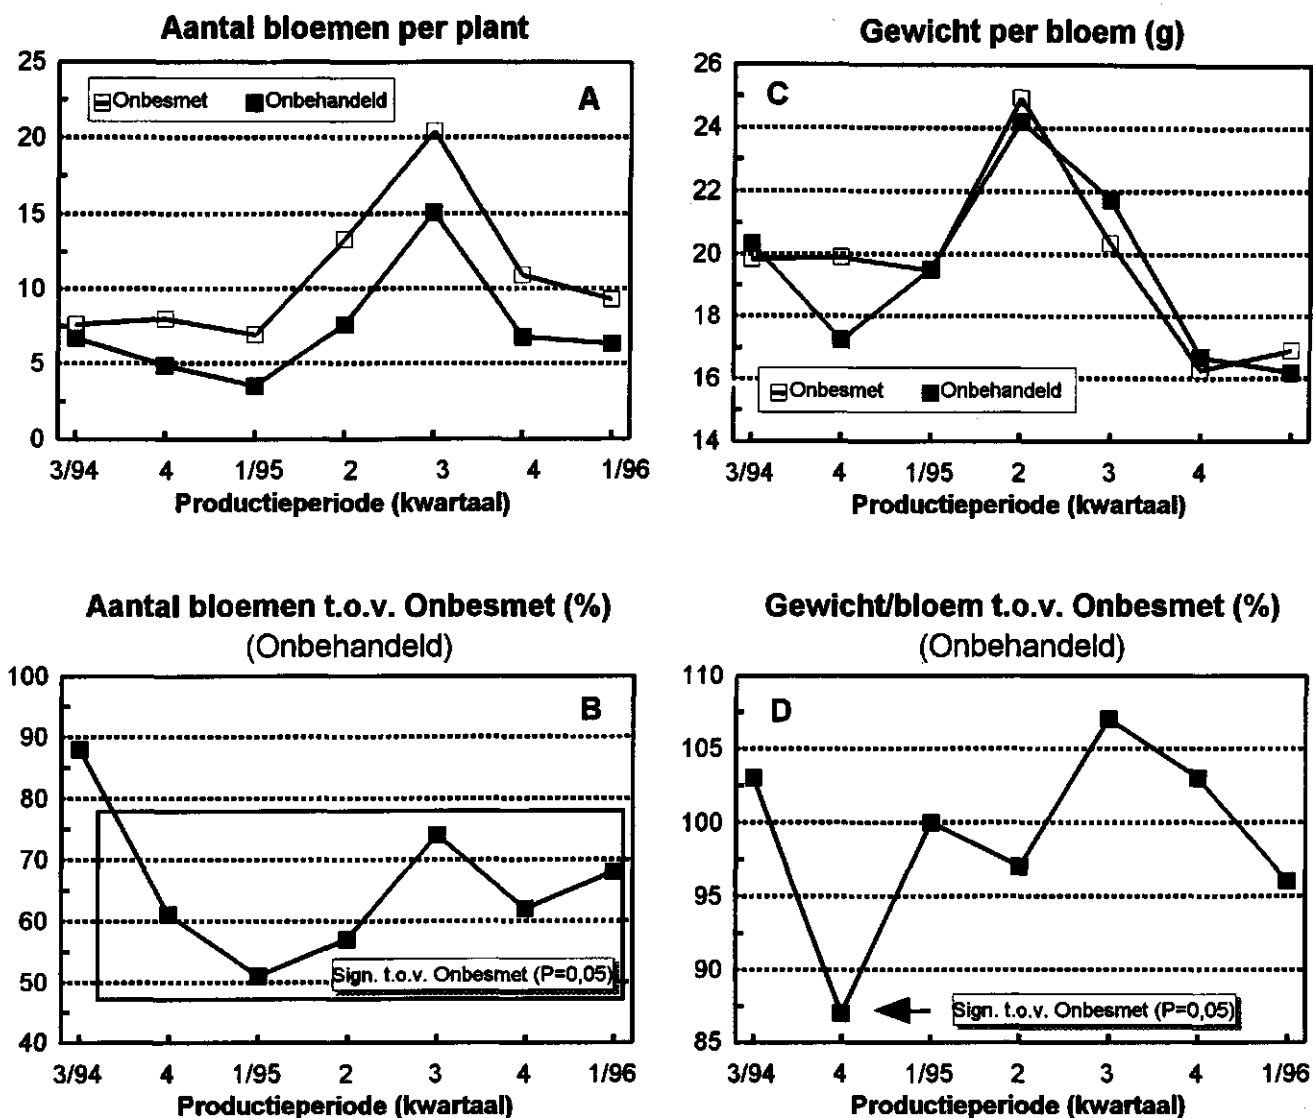 Aantal bloemen per plant
25
20
15
10
5
0
Onbesmet Onbehandeld
A
3/94 4 1/95 2 3 4 1/96
Productieperiode (kwartaal)
Gewicht per bloem (g)
26
24
22
20
18
16
14
C
Onbesmet Onbehandeld
3/94 4 1/95 2 3 4
Productieperiode (kwartaal)
Aantal bloemen t.o.v. Onbesmet (%)
(Onbehandeld)
100
90
80
70
60
50
40
B
Sign. t.o.v. Onbesmet (P=0,05)
3/94 4 1/95 2 3 4 1/96
Productieperiode (kwartaal)
Gewicht/bloem t.o.v. Onbesmet (%)
(Onbehandeld)
110
105
100
95
90
85
D
Sign. t.o.v. Onbesmet (P=0,05)
3/94 4 1/95 2 3 4 1/96
Productieperiode (kwartaal)